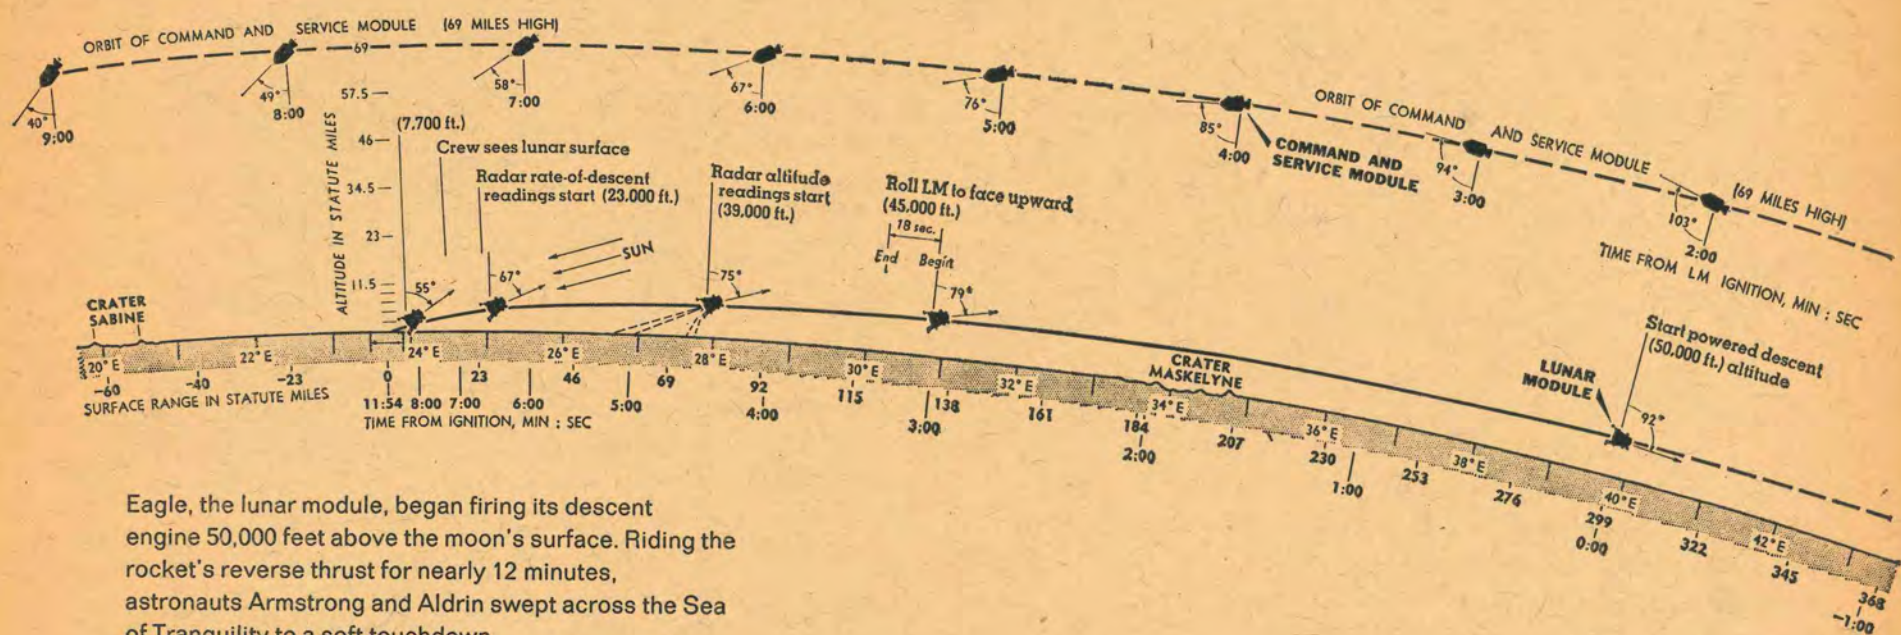 ORBIT OF COMMAND AND SERVICE MODULE (69 MILES HIGH)
40°
9:00
49°
8:00
58°
7:00
67°
6:00
76°
5:00
85°
4:00
COMMAND AND
SERVICE MODULE
ORBIT OF COMMAND AND SERVICE MODULE (69 MILES HIGH)
94°
3:00
103°
2:00
TIME FROM LM IGNITION, MIN : SEC
ALTITUDE IN STATUTE MILES
69
57.5
46
34.5
23
11.5
(7,700 ft.)
Crew sees lunar surface
Radar rate-of-descent
readings start (23,000 ft.)
Radar altitude
readings start
(39,000 ft.)
Roll LM to face upward
(45,000 ft.)
18 sec.
End Begin
SUN
55°
67°
75°
79°
Start powered descent
(50,000 ft.) altitude
LUNAR
MODULE
92°
CRATER
SABINE
CRATER
MASKELYNE
20°E 22°E 24°E 26°E 28°E 30°E 32°E 34°E 36°E 38°E 40°E 42°E
-60 -40 -23 0 23 46 69 92 115 138 161 184 207 230 253 276 299 322 345 368
SURFACE RANGE IN STATUTE MILES
11:54 8:00 7:00 6:00 5:00 4:00 3:00 2:00 1:00 0:00 -1:00
TIME FROM IGNITION, MIN : SEC
Eagle, the lunar module, began firing its descent
engine 50,000 feet above the moon's surface. Riding the
rocket's reverse thrust for nearly 12 minutes,
astronauts Armstrong and Aldrin swept across the Sea
of Tranquility to a soft touchdown